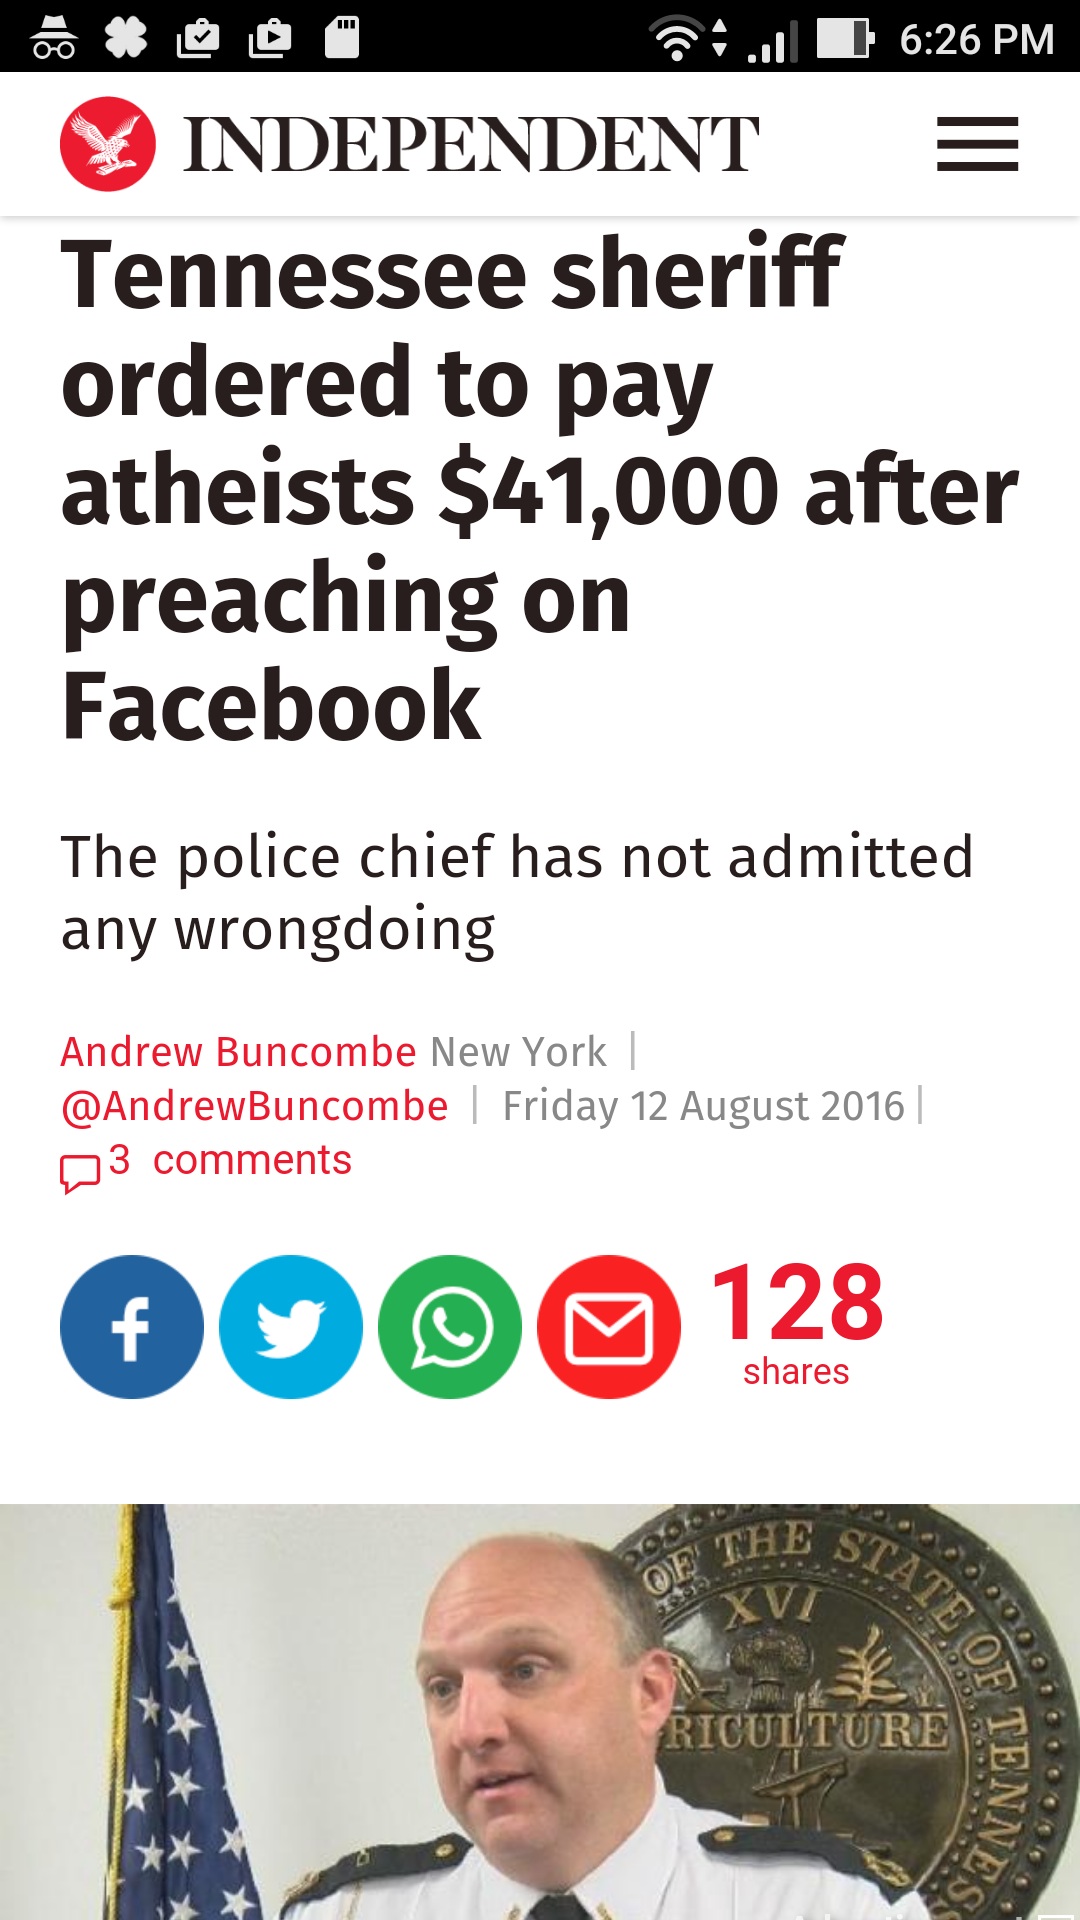 6:26 PM
INDEPENDENT
Tennessee sheriff
ordered to pay
atheists $41,000 after
preaching on
Facebook
The police chief has not admitted
any wrongdoing
Andrew Buncombe New York |
@AndrewBuncombe | Friday 12 August 2016 |
3 comments
128
shares
OF THE STATE OF TENNES
XVI
RICULTURE